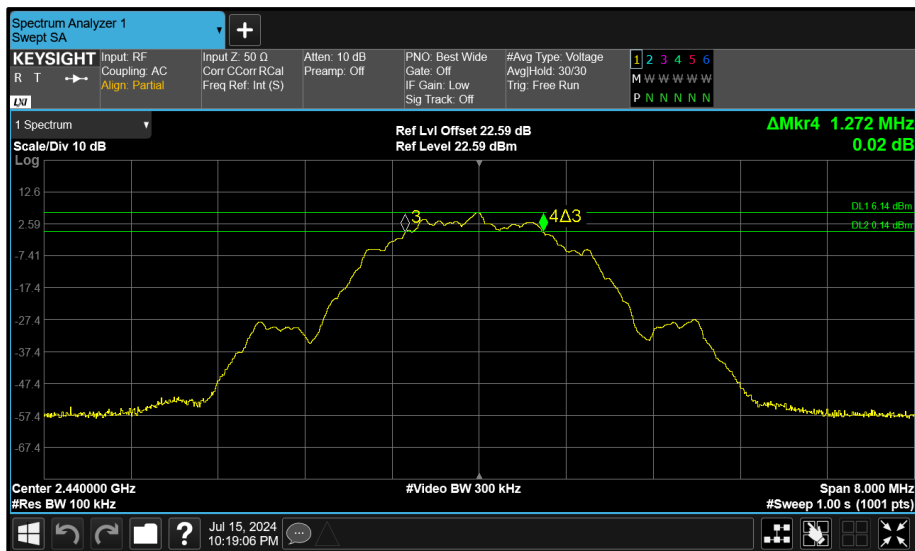 Spectrum Analyzer 1
Swept SA
KEYSIGHT
R T
LXI
Input: RF
Coupling: AC
Align: Partial
Input Z: 50 Ω
Corr CCorr RCal
Freq Ref: Int (S)
Atten: 10 dB
Preamp: Off
PNO: Best Wide
Gate: Off
IF Gain: Low
Sig Track: Off
#Avg Type: Voltage
Avg|Hold: 30/30
Trig: Free Run
1 2 3 4 5 6
M W W W W W
P N N N N N
1 Spectrum
Scale/Div 10 dB
Log
Ref Lvl Offset 22.59 dB
Ref Level 22.59 dBm
ΔMkr4 1.272 MHz
0.02 dB
12.6
2.59
-7.41
-17.4
-27.4
-37.4
-47.4
-57.4
-67.4
3
4Δ3
DL1 6.14 dBm
DL2 0.14 dBm
Center 2.440000 GHz
#Res BW 100 kHz
#Video BW 300 kHz
Span 8.000 MHz
#Sweep 1.00 s (1001 pts)
?
Jul 15, 2024
10:19:06 PM